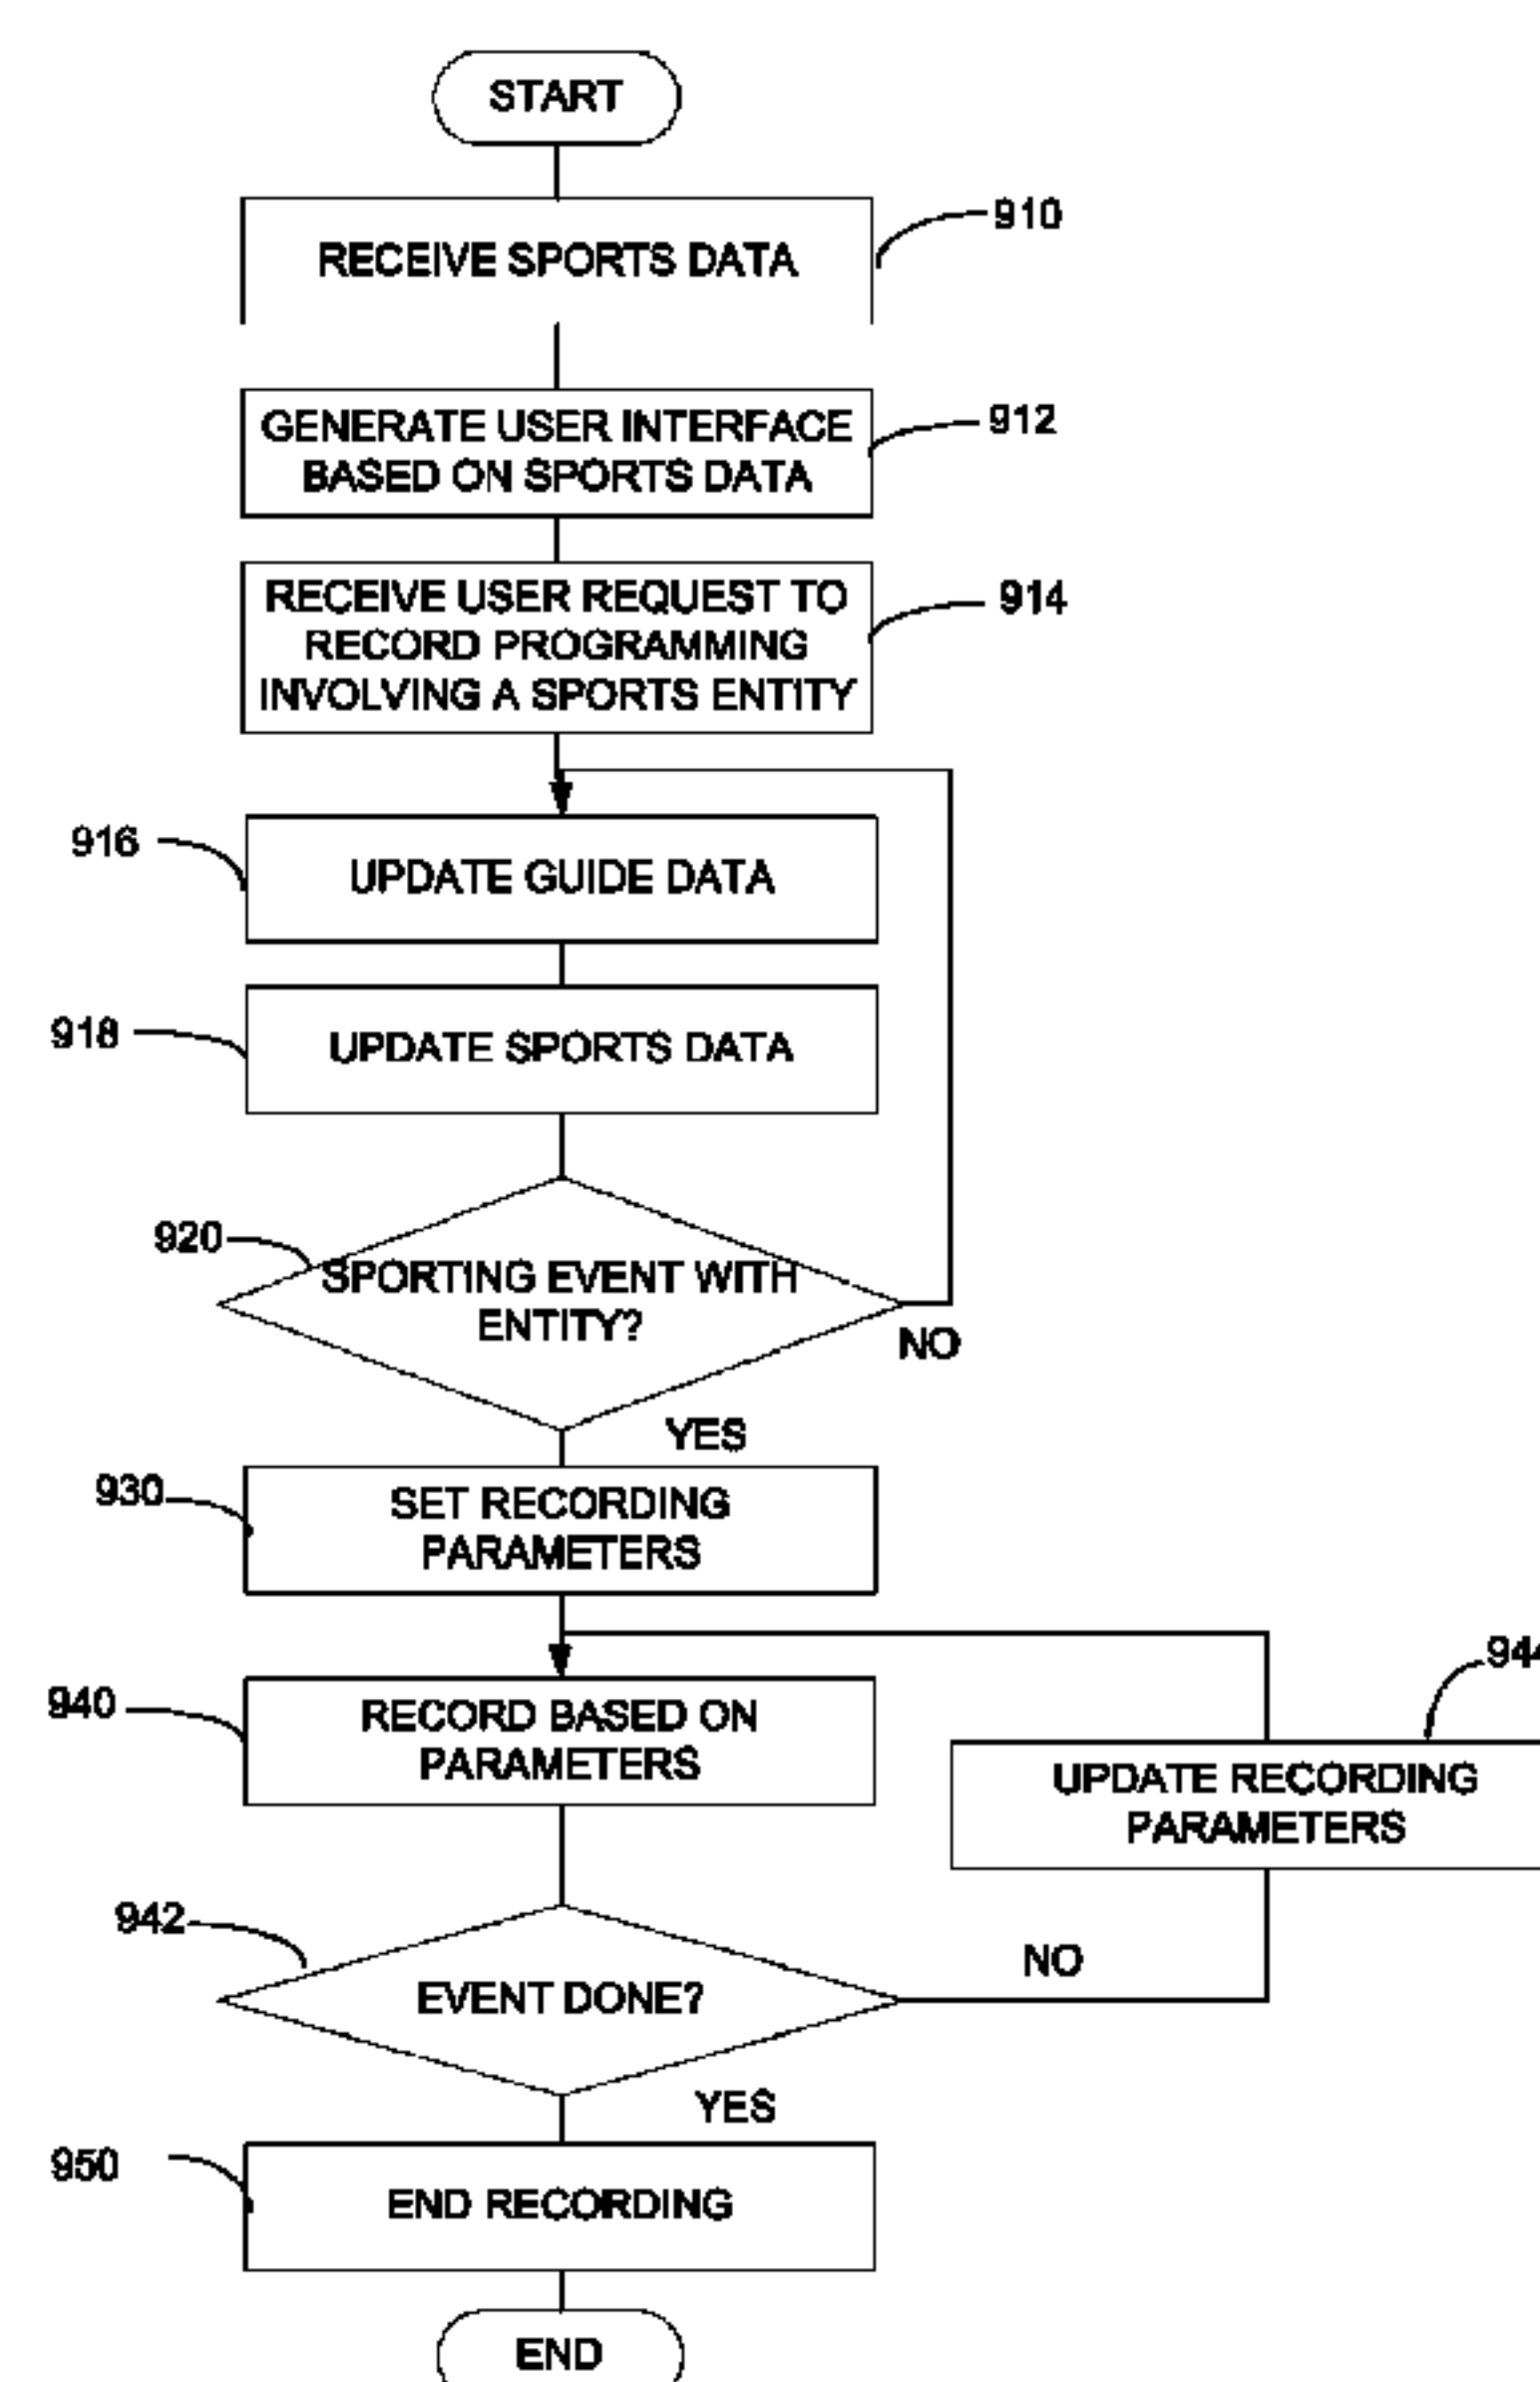 START
RECEIVE SPORTS DATA
910
GENERATE USER INTERFACE
BASED ON SPORTS DATA
912
RECEIVE USER REQUEST TO
RECORD PROGRAMMING
INVOLVING A SPORTS ENTITY
914
916
UPDATE GUIDE DATA
918
UPDATE SPORTS DATA
920
SPORTING EVENT WITH
ENTITY?
NO
YES
930
SET RECORDING
PARAMETERS
940
RECORD BASED ON
PARAMETERS
UPDATE RECORDING
PARAMETERS
942
EVENT DONE?
NO
YES
950
END RECORDING
END